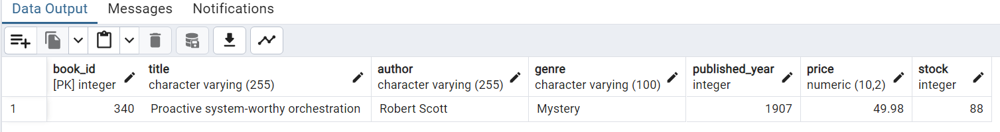 Data Output Messages Notifications
book_id title author genre published_year price stock
[PK] integer character varying (255) character varying (255) character varying (100) integer numeric (10,2) integer
1 340 Proactive system-worthy orchestration Robert Scott Mystery 1907 49.98 88